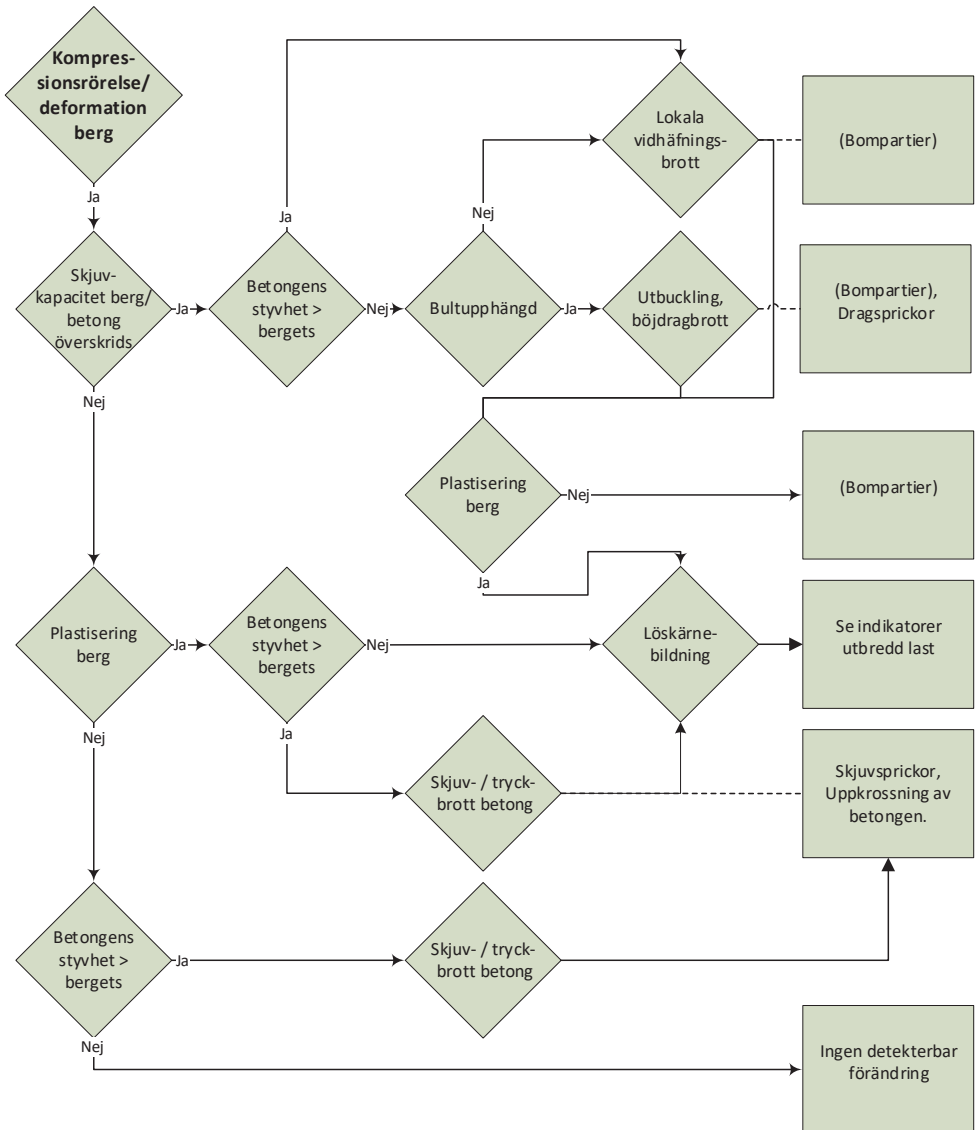 Kompres-
sionsrörelse/
deformation
berg
Ja
Skjuv-
kapacitet berg/
betong
överskrids
Ja
Betongens
styvhet >
bergets
Ja
Nej
Bultupphängd
Nej
Lokala
vidhäfnings-
brott
(Bompartier)
Ja
Utbuckling,
böjdragbrott
(Bompartier),
Dragsprickor
Nej
Plastisering
berg
Nej
(Bompartier)
Ja
Plastisering
berg
Ja
Betongens
styvhet >
bergets
Nej
Löskärne-
bildning
Se indikatorer
utbredd last
Nej
Ja
Skjuv- / tryck-
brott betong
Skjuvsprickor,
Uppkrossning av
betongen.
Betongens
styvhet >
bergets
Ja
Skjuv- / tryck-
brott betong
Nej
Ingen detekterbar
förändring